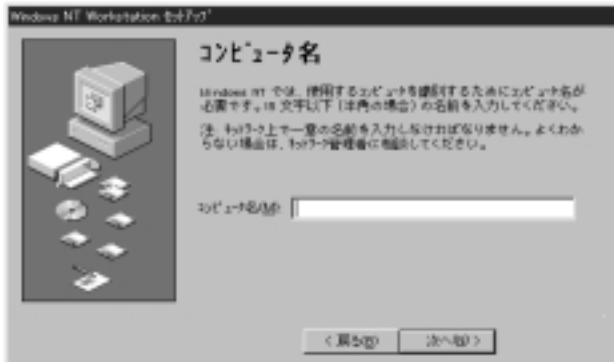 Windows NT Workstation ｾｯﾄｱｯﾌﾟ
ｺﾝﾋﾟｭｰﾀ名
Windows NT では、使用するｺﾝﾋﾟｭｰﾀを識別するためにｺﾝﾋﾟｭｰﾀ名が
必要です。15 文字以下 (半角の場合) の名前を入力してください。
注: ﾈｯﾄﾜｰｸ上で一意の名前を入力しなければなりません。よくわか
らない場合は、ﾈｯﾄﾜｰｸ管理者に相談してください。
ｺﾝﾋﾟｭｰﾀ名(M):
< 戻る(B)
次へ(N) >